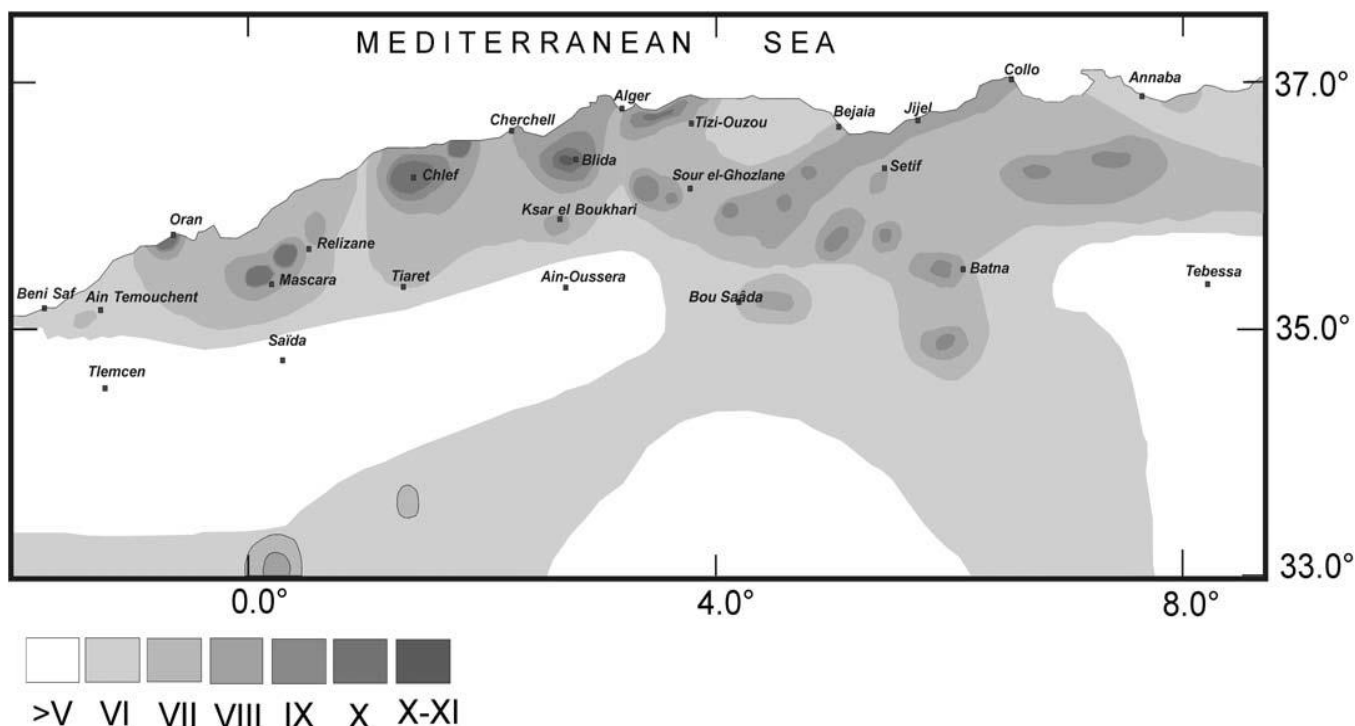 MEDITERRANEAN SEA
Collo
37.0°
Annaba
Alger
Jijel
Cherchell
Tizi-Ouzou
Bejaia
Blida
Setif
Chlef
Sour el-Ghozlane
Ksar el Boukhari
Oran
Relizane
Batna
Mascara
Tiaret
Ain-Oussera
Tebessa
Beni Saf
Ain Temouchent
Bou Saâda
35.0°
Saïda
Tlemcen
33.0°
0.0° 4.0° 8.0°
>V VI VII VIII IX X X-XI